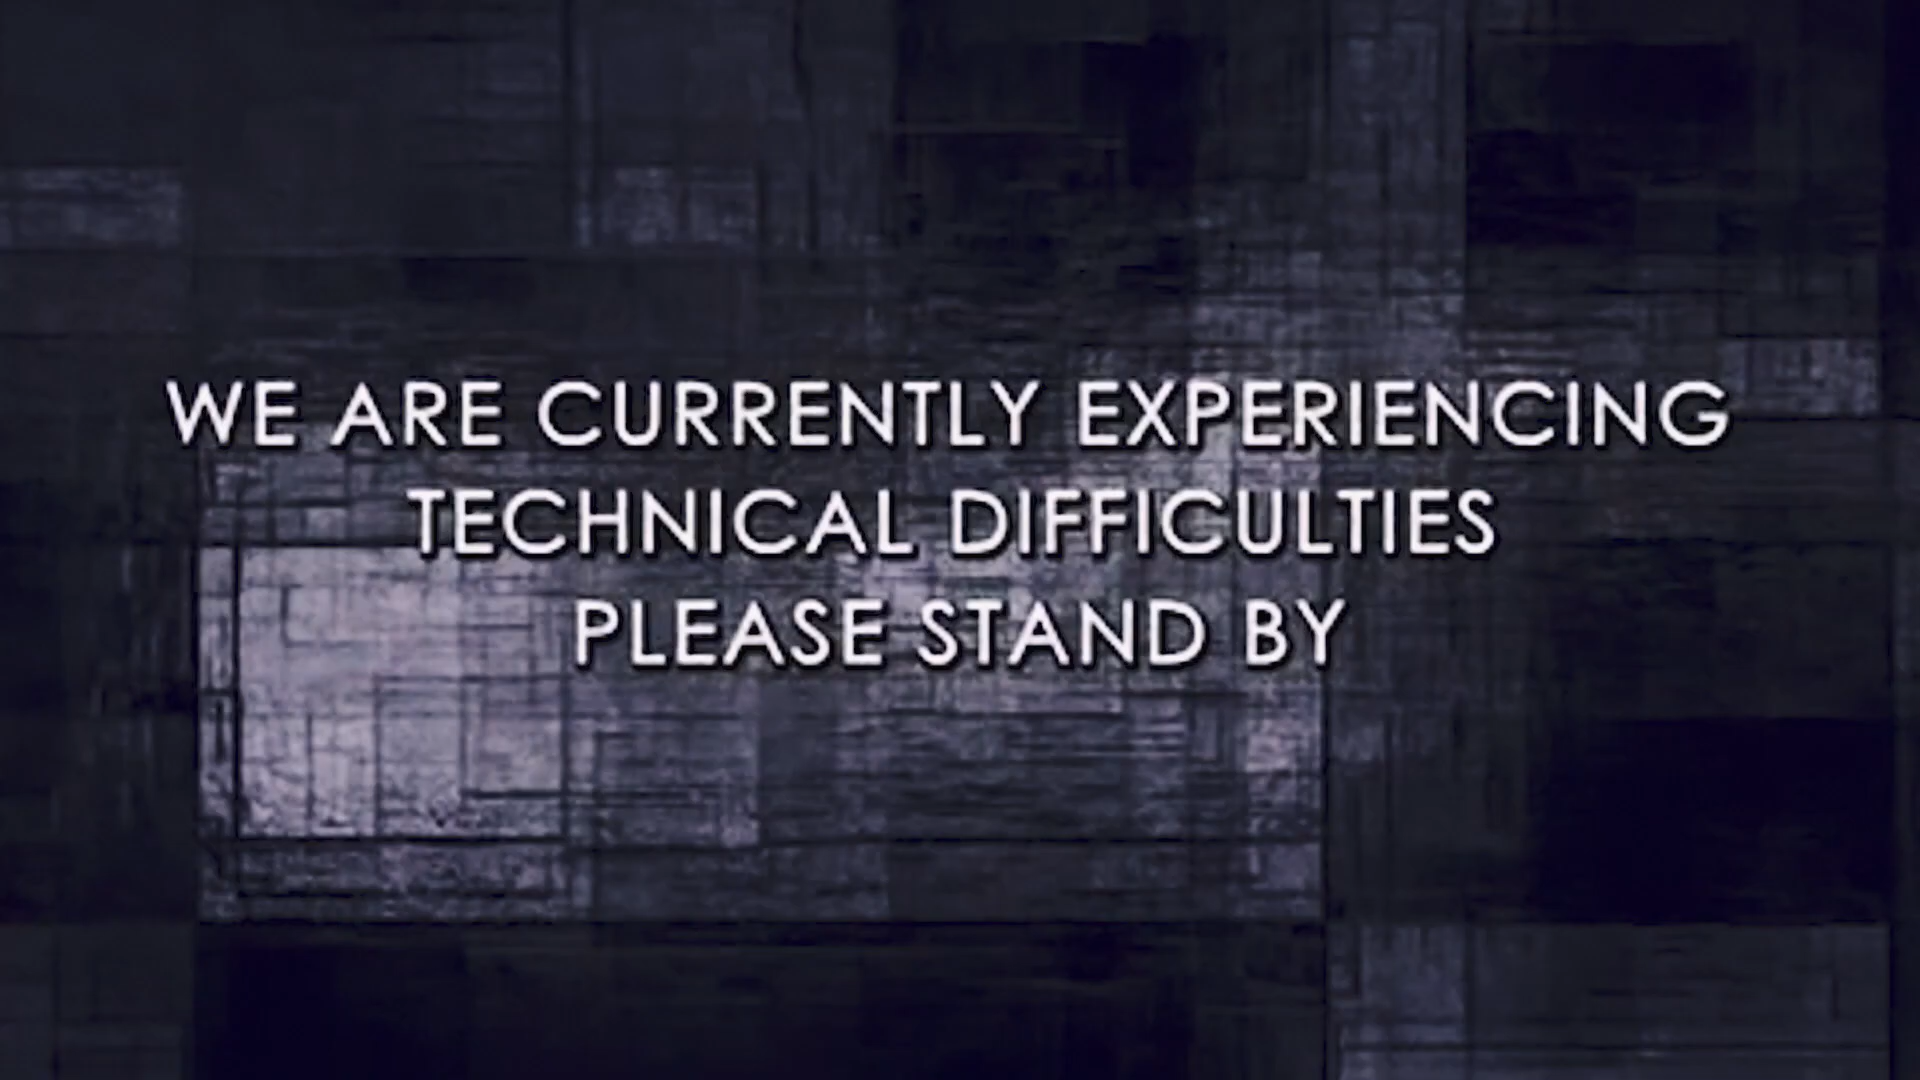 WE ARE CURRENTLY EXPERIENCING
TECHNICAL DIFFICULTIES
PLEASE STAND BY